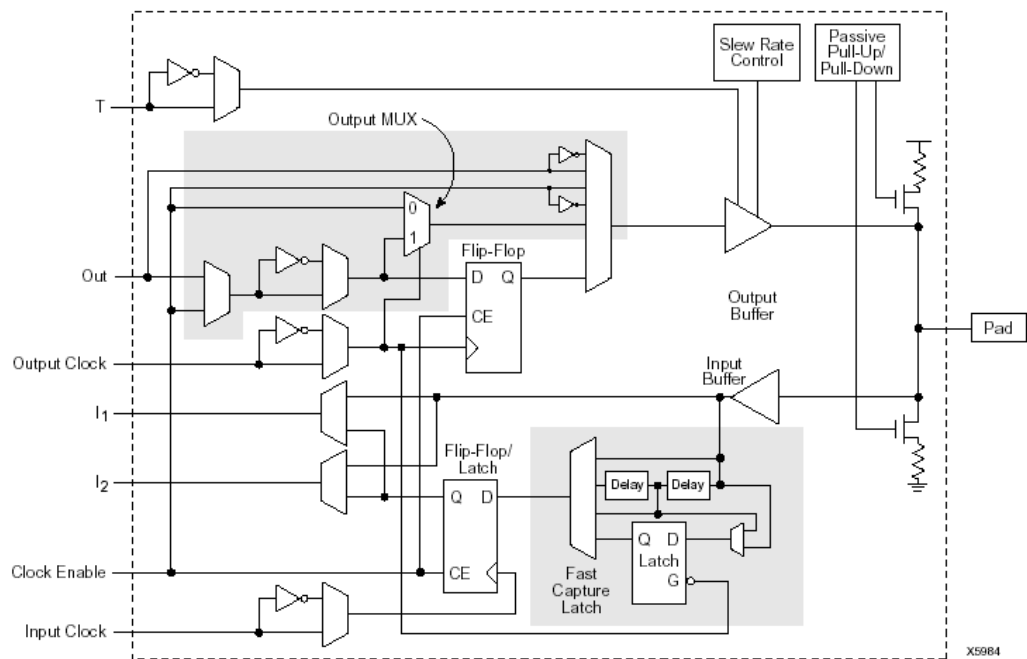 Slew Rate
Control
Passive
Pull-Up/
Pull-Down
T
Output MUX
0
1
Flip-Flop
Out
D Q
CE
Output
Buffer
Pad
Output Clock
Input
Buffer
I1
Flip-Flop/
Latch
I2
Delay
Delay
Q D
Q D
Latch
G
Clock Enable
CE
Fast
Capture
Latch
Input Clock
X5984